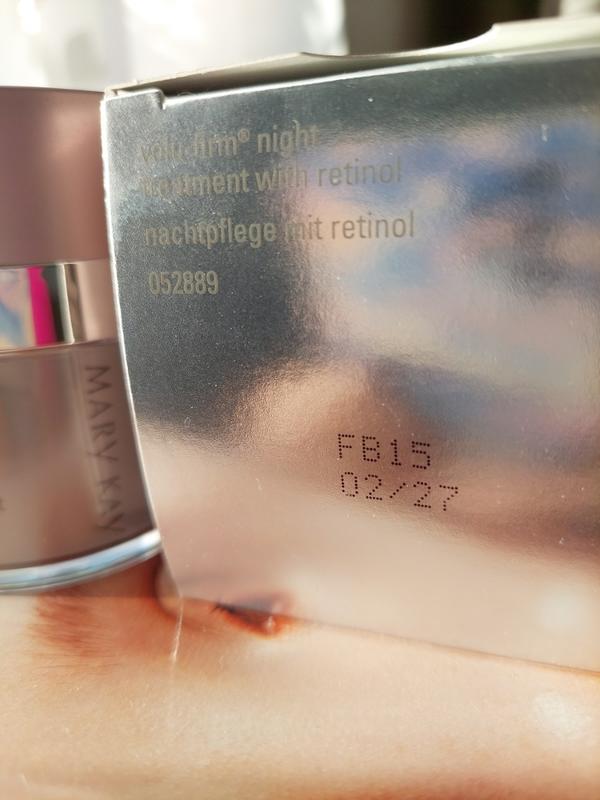 volu-firm® night
treatment with retinol
nachtpflege mit retinol
052889
MARY KAY
FB15
02/27